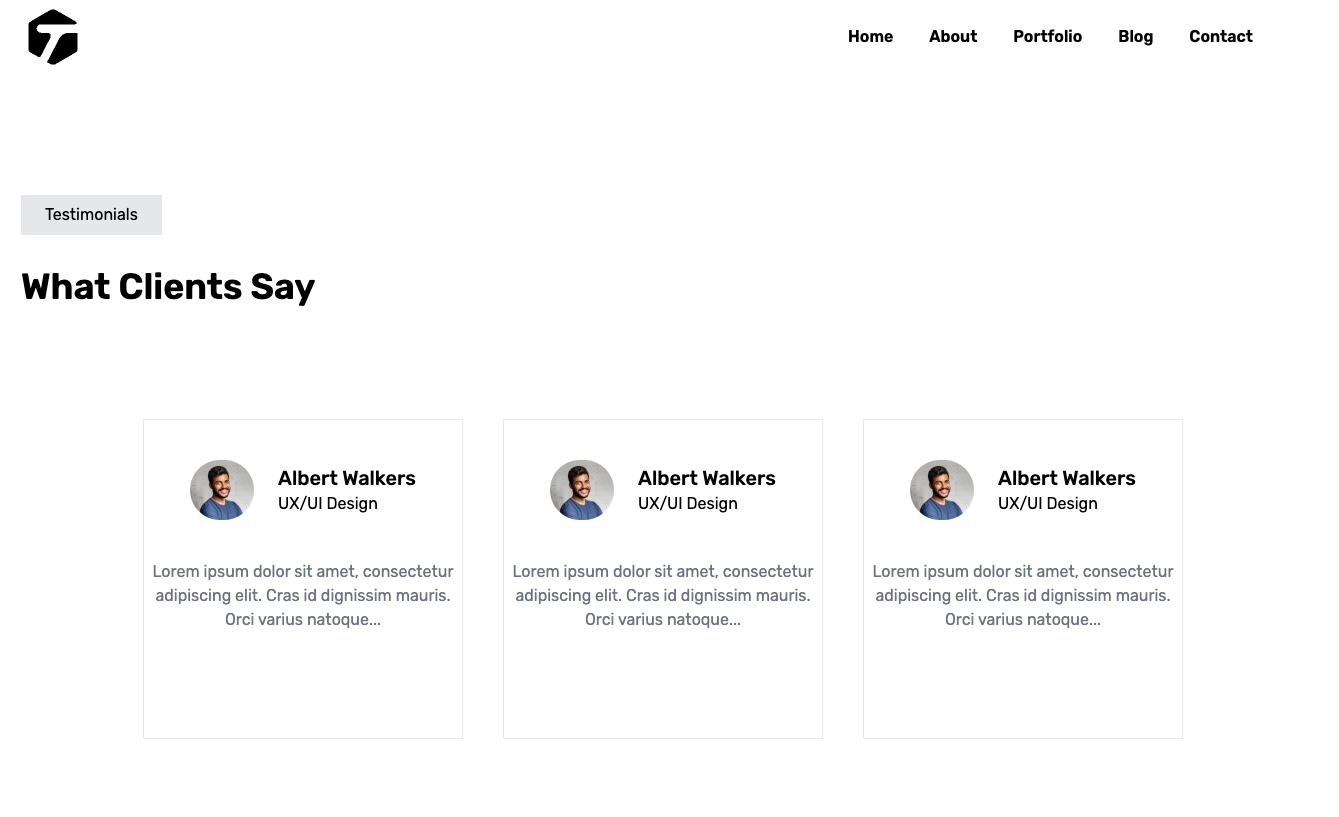 Home About Portfolio Blog Contact
Testimonials
What Clients Say
Albert Walkers
UX/UI Design
Lorem ipsum dolor sit amet, consectetur
adipiscing elit. Cras id dignissim mauris.
Orci varius natoque...
Albert Walkers
UX/UI Design
Lorem ipsum dolor sit amet, consectetur
adipiscing elit. Cras id dignissim mauris.
Orci varius natoque...
Albert Walkers
UX/UI Design
Lorem ipsum dolor sit amet, consectetur
adipiscing elit. Cras id dignissim mauris.
Orci varius natoque...